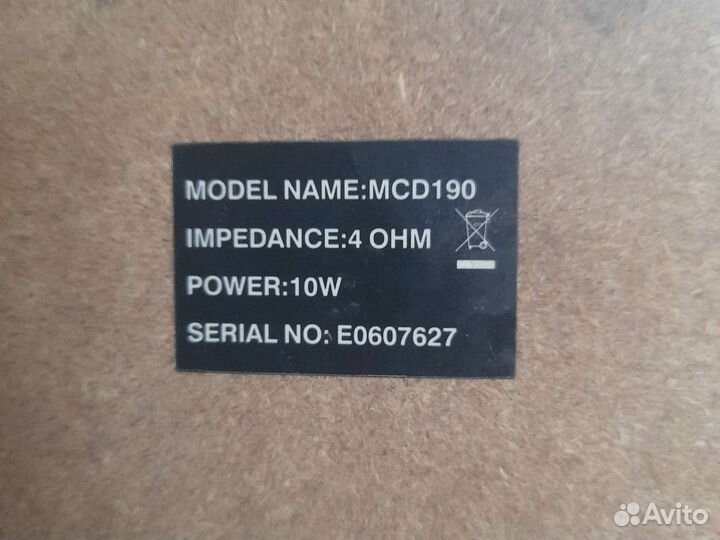 MODEL NAME:MCD190
IMPEDANCE:4 OHM
POWER:10W
SERIAL NO: E0607627
Avito